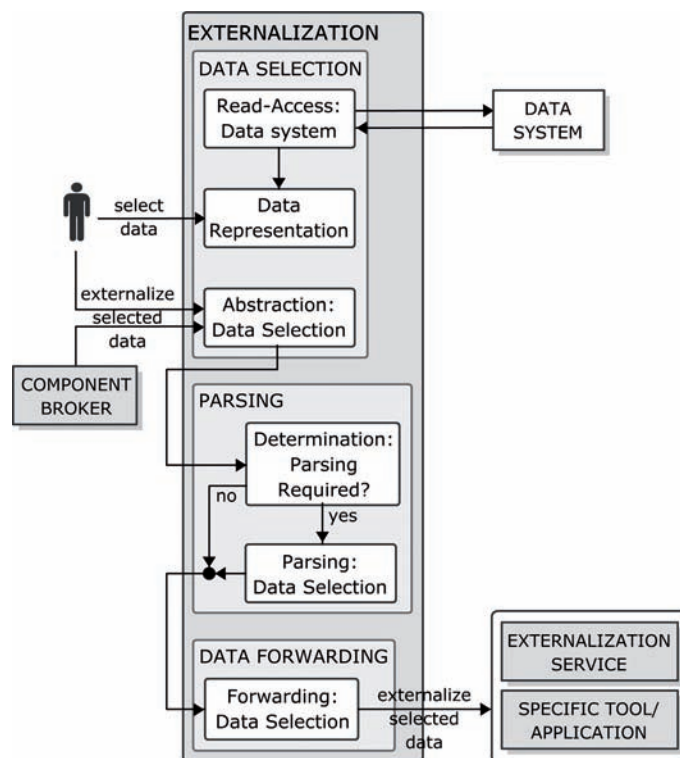 EXTERNALIZATION
DATA SELECTION
Read-Access:
Data system
DATA
SYSTEM
select
data
Data
Representation
externalize
selected
data
Abstraction:
Data Selection
COMPONENT
BROKER
PARSING
Determination:
Parsing
Required?
no
yes
Parsing:
Data Selection
DATA FORWARDING
Forwarding:
Data Selection
externalize
selected
data
EXTERNALIZATION
SERVICE
SPECIFIC TOOL/
APPLICATION